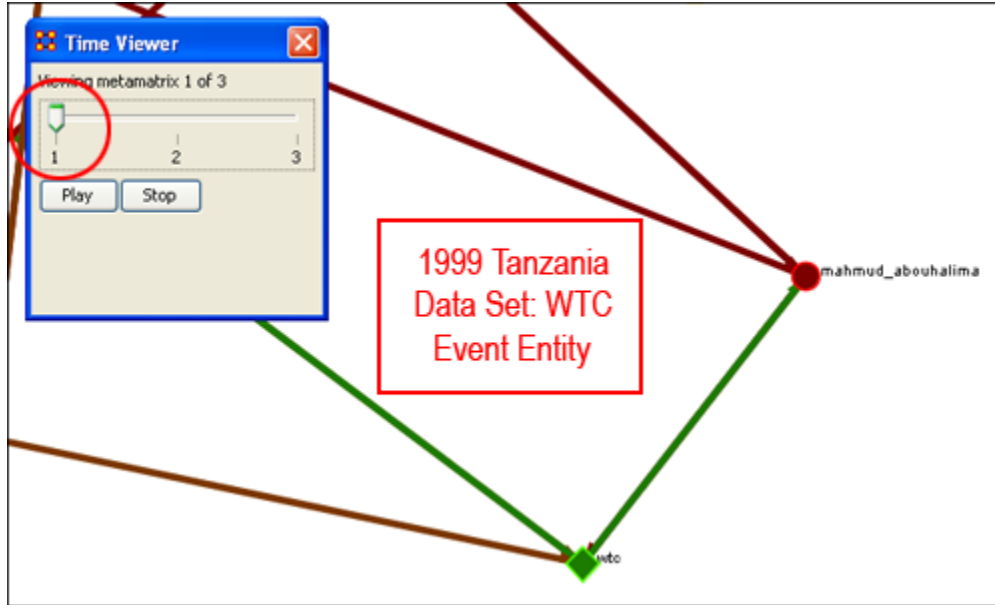 Time Viewer
Viewing metamatrix 1 of 3
1 2 3
Play Stop
1999 Tanzania
Data Set: WTC
Event Entity
mahmud_abouhalima
wtc